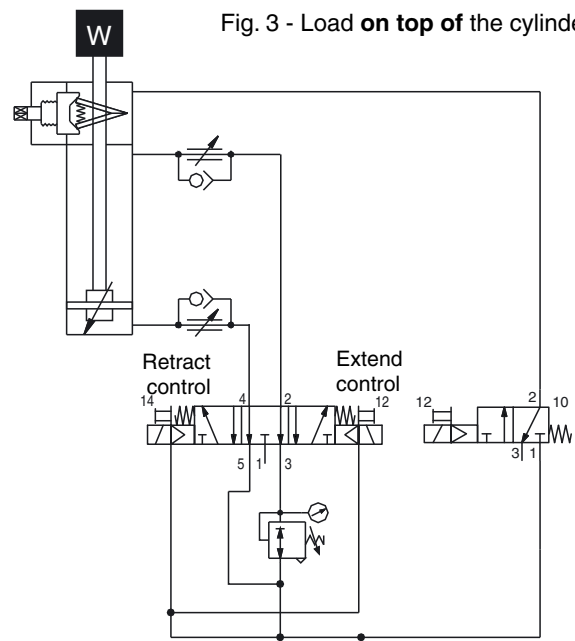 Fig. 3 - Load on top of the cylinde
W
Retract
control
Extend
control
14
4
2
12
12
2
10
5
1
3
3
1